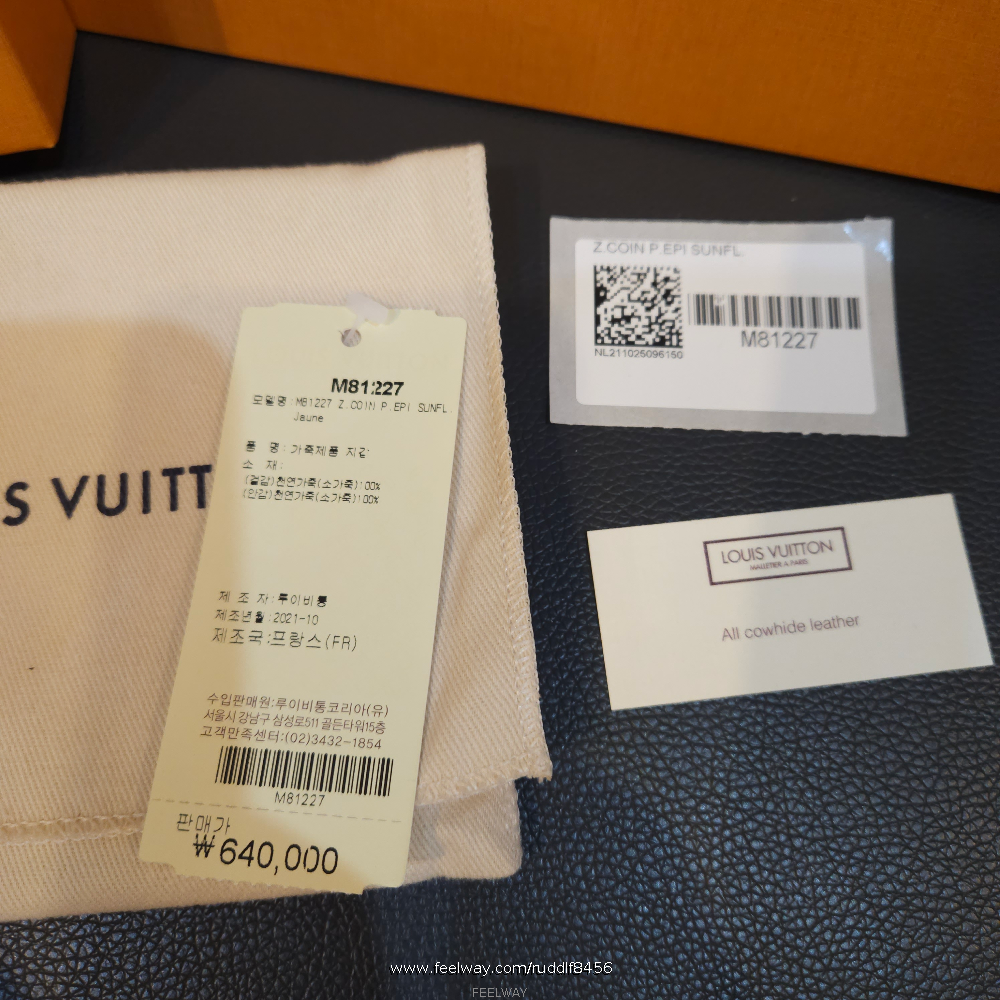 S VUITT
M81227
모델명:M81227 Z.COIN P.EPI SUNFL.
Jaune
품 명: 가죽제품 지갑
소 재:
(겉감)천연가죽(소가죽)100%
(안감)천연가죽(소가죽)100%
제 조 자:루이비통
제조년월:2021-10
제조국:프랑스(FR)
수입판매원:루이비통코리아(유)
서울시 강남구 삼성로511 골든타워15층
고객만족센터:(02)3432-1854
M81227
판매가
₩640,000
Z.COIN P.EPI SUNFL.
M81227
NL211025096150
LOUIS VUITTON
MALLETIER A PARIS
All cowhide leather
www.feelway.com/ruddlf8456
FEELWAY